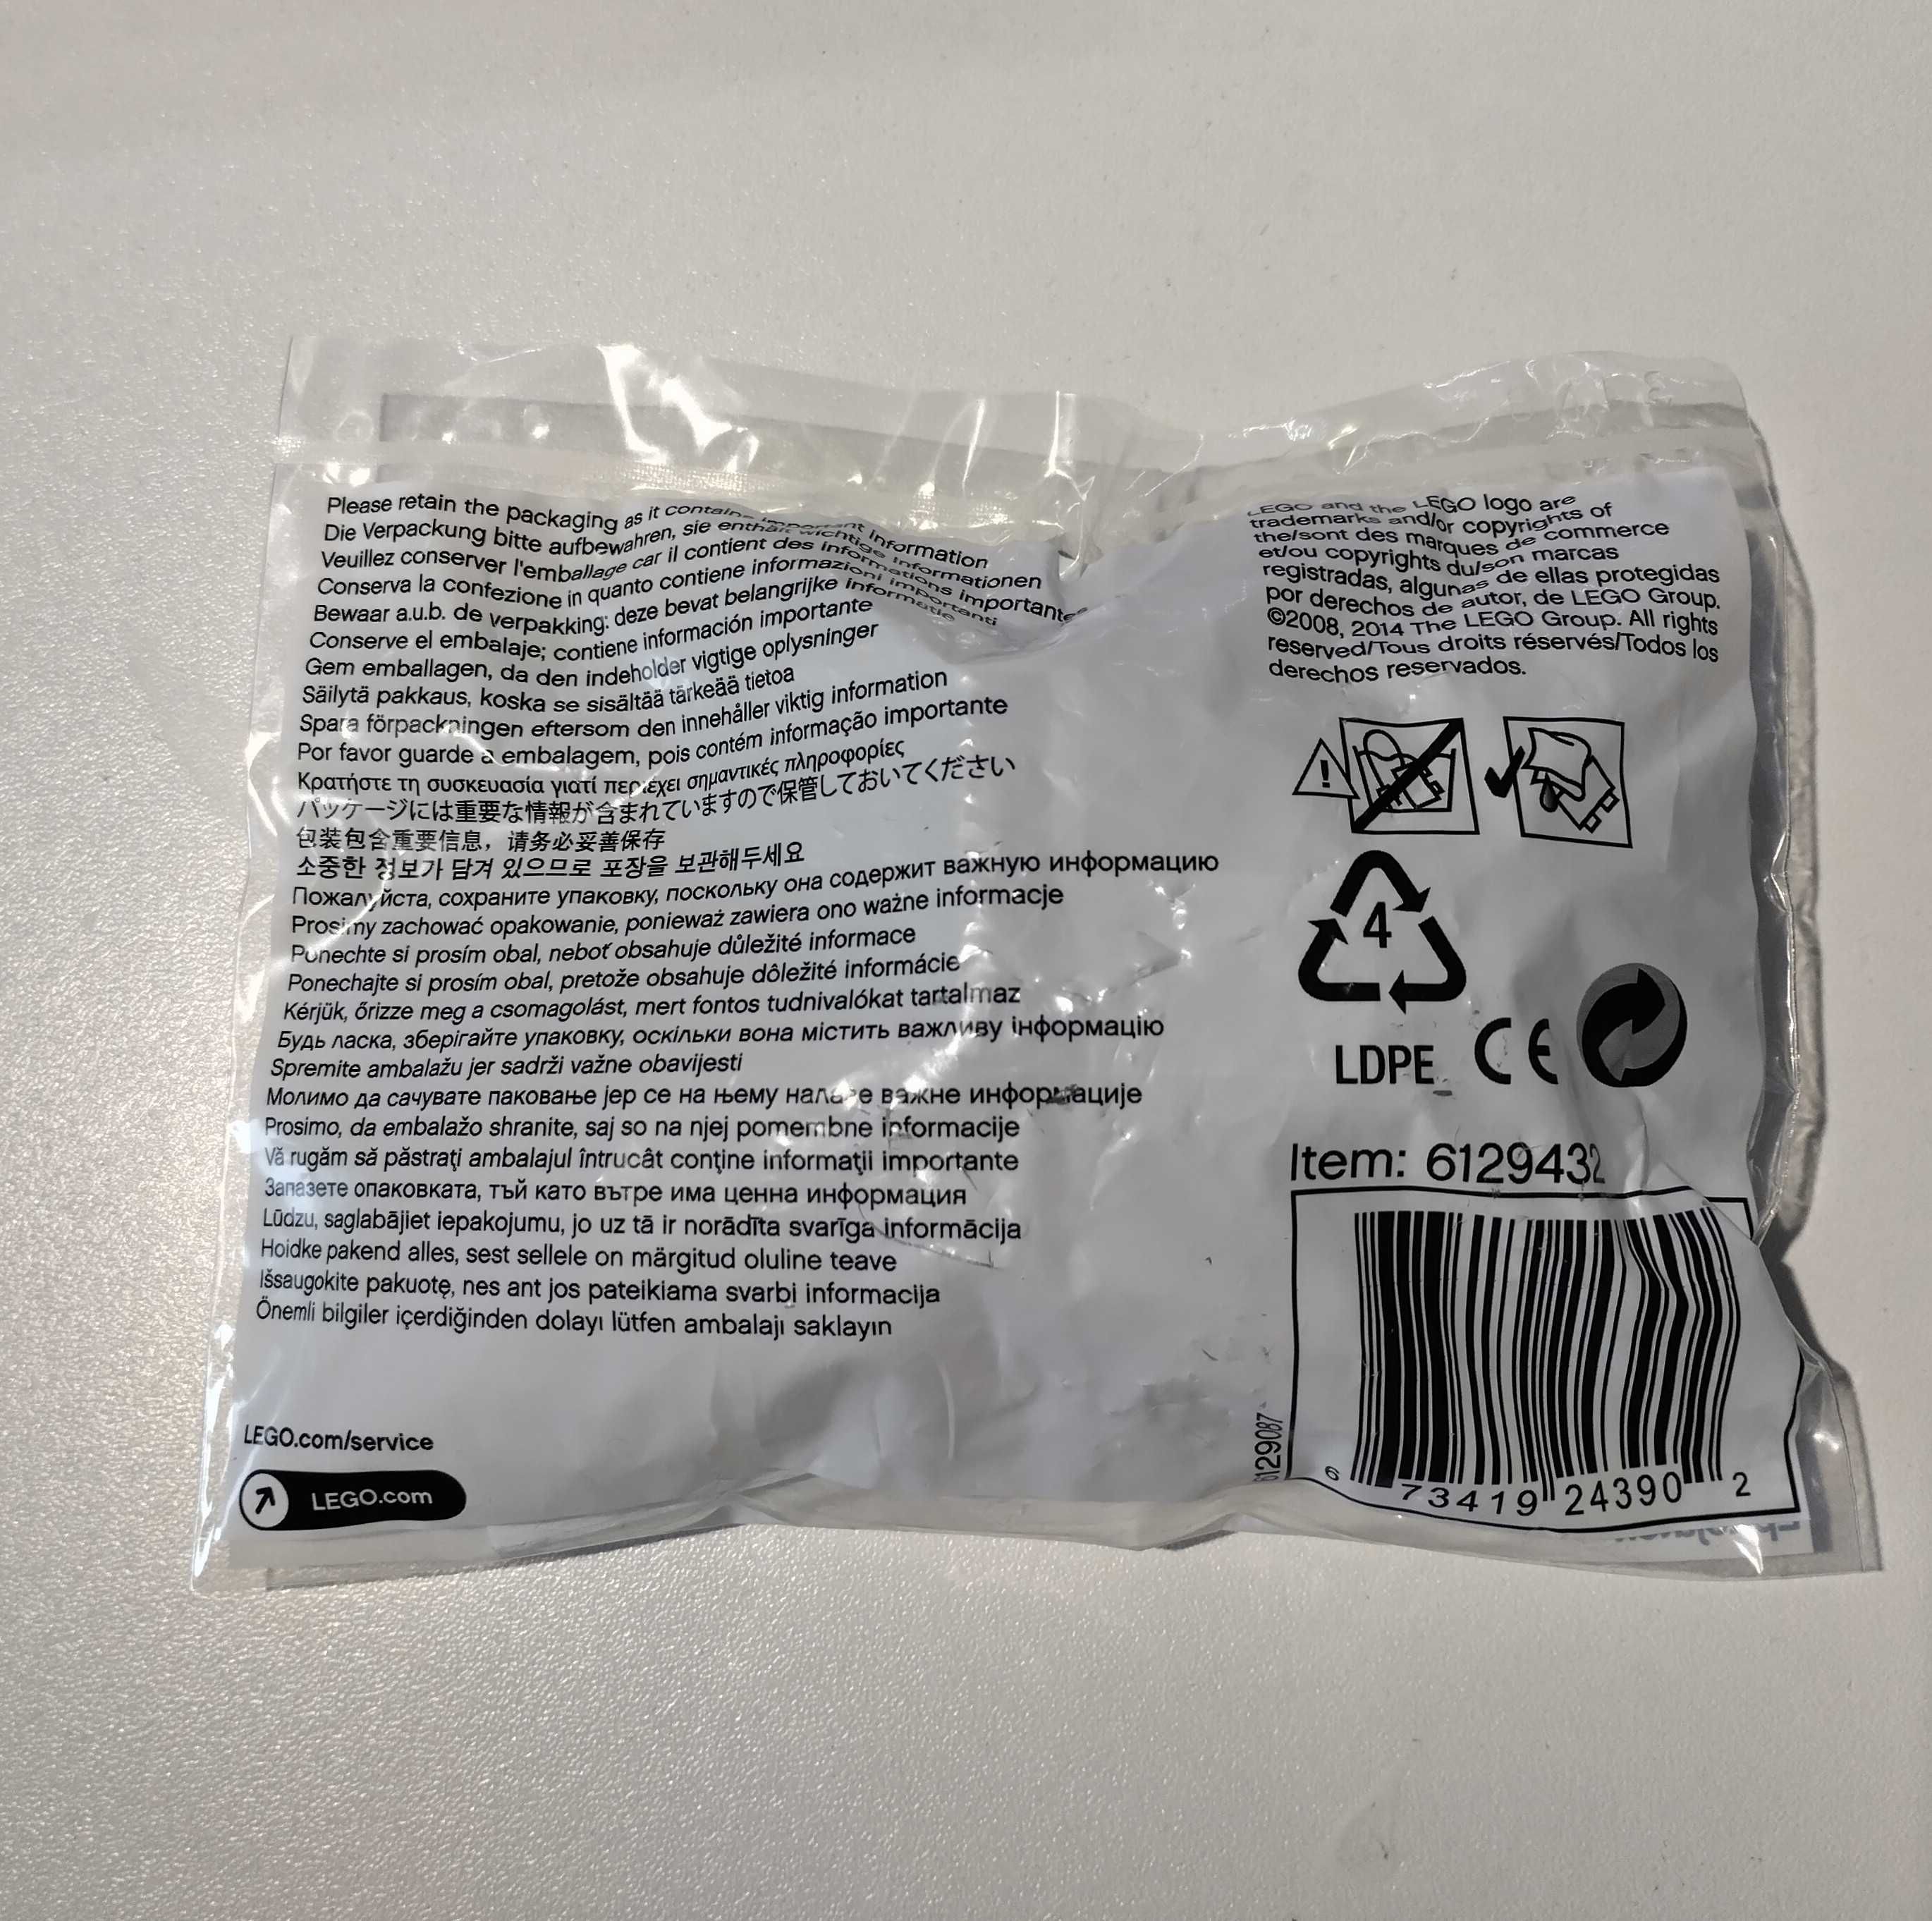 Please retain the packaging as it contains important information
Die Verpackung bitte aufbewahren, sie enthält wichtige Informationen
Veuillez conserver l'emballage car il contient des informations importantes
Conserva la confezione in quanto contiene informazioni importanti
Bewaar a.u.b. de verpakking: deze bevat belangrijke informatie
Conserve el embalaje; contiene información importante
Gem emballagen, da den indeholder vigtige oplysninger
Säilytä pakkaus, koska se sisältää tärkeää tietoa
Spara förpackningen eftersom den innehåller viktig information
Por favor guarde a embalagem, pois contém informação importante
Κρατήστε τη συσκευασία γιατί περιέχει σημαντικές πληροφορίες
パッケージには重要な情報が含まれていますので保管しておいてください
包装包含重要信息，请务必妥善保存
소중한 정보가 담겨 있으므로 포장을 보관해두세요
Пожалуйста, сохраните упаковку, поскольку она содержит важную информацию
Prosimy zachować opakowanie, ponieważ zawiera ono ważne informacje
Ponechte si prosím obal, neboť obsahuje důležité informace
Ponechajte si prosím obal, pretože obsahuje dôležité informácie
Kérjük, őrizze meg a csomagolást, mert fontos tudnivalókat tartalmaz
Будь ласка, зберігайте упаковку, оскільки вона містить важливу інформацію
Spremite ambalažu jer sadrži važne obavijesti
Молимо да сачувате паковање јер се на њему налазе важне информације
Prosimo, da embalažo shranite, saj so na njej pomembne informacije
Vă rugăm să păstraţi ambalajul întrucât conţine informaţii importante
Запазете опаковката, тъй като вътре има ценна информация
Lūdzu, saglabājiet iepakojumu, jo uz tā ir norādīta svarīga informācija
Hoidke pakend alles, sest sellele on märgitud oluline teave
Išsaugokite pakuotę, nes ant jos pateikiama svarbi informacija
Önemli bilgiler içerdiğinden dolayı lütfen ambalajı saklayın
LEGO.com/service
LEGO.com
LEGO and the LEGO logo are
trademarks and/or copyrights of
the/sont des marques de commerce
et/ou copyrights du/son marcas
registradas, algunas de ellas protegidas
por derechos de autor, de LEGO Group.
©2008, 2014 The LEGO Group. All rights
reserved/Tous droits réservés/Todos los
derechos reservados.
4
LDPE CE
Item: 6129432
6129087
6 73419 24390 2